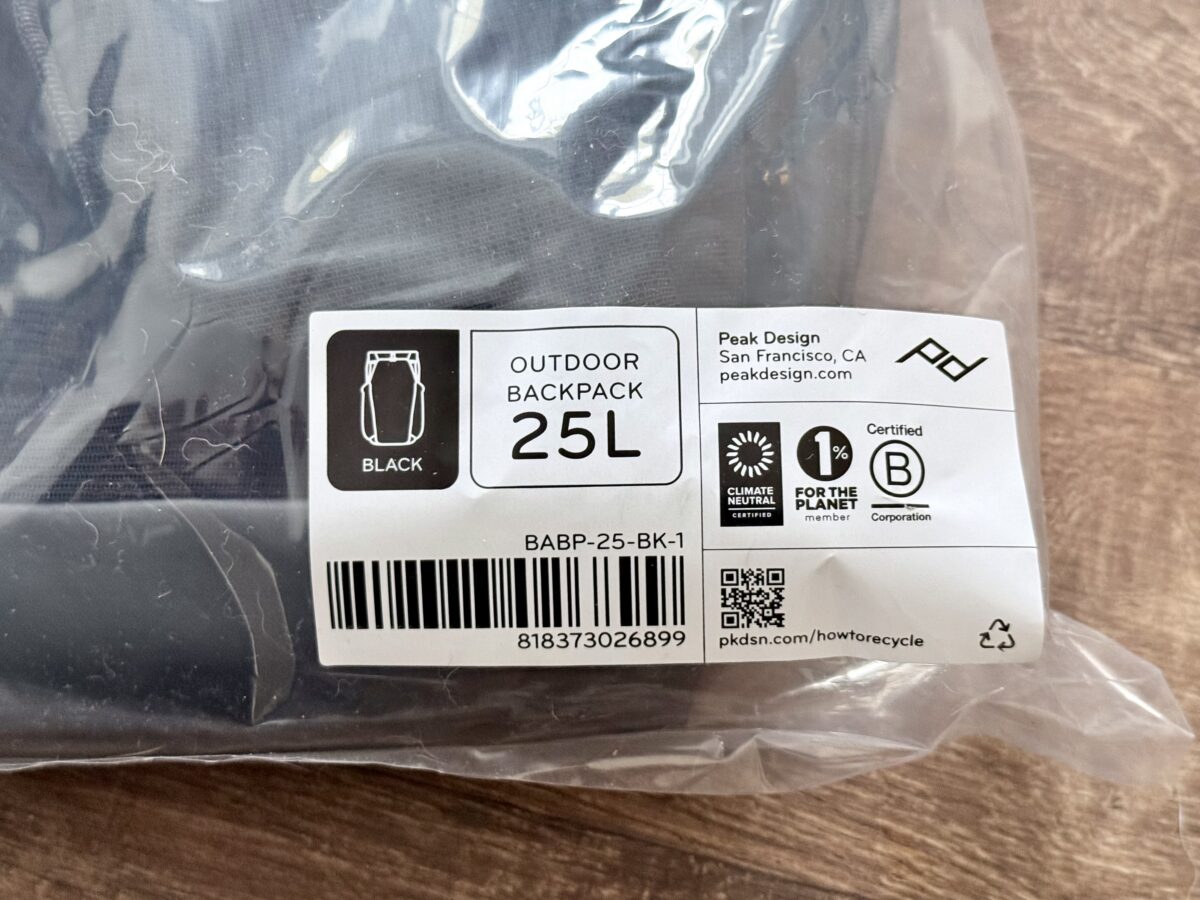 BLACK
OUTDOOR
BACKPACK
25L
BABP-25-BK-1
818373026899
Peak Design
San Francisco, CA
peakdesign.com
pd
CLIMATE
NEUTRAL
CERTIFIED
1%
FOR THE
PLANET
member
Certified
B
Corporation
pkdsn.com/howtorecycle